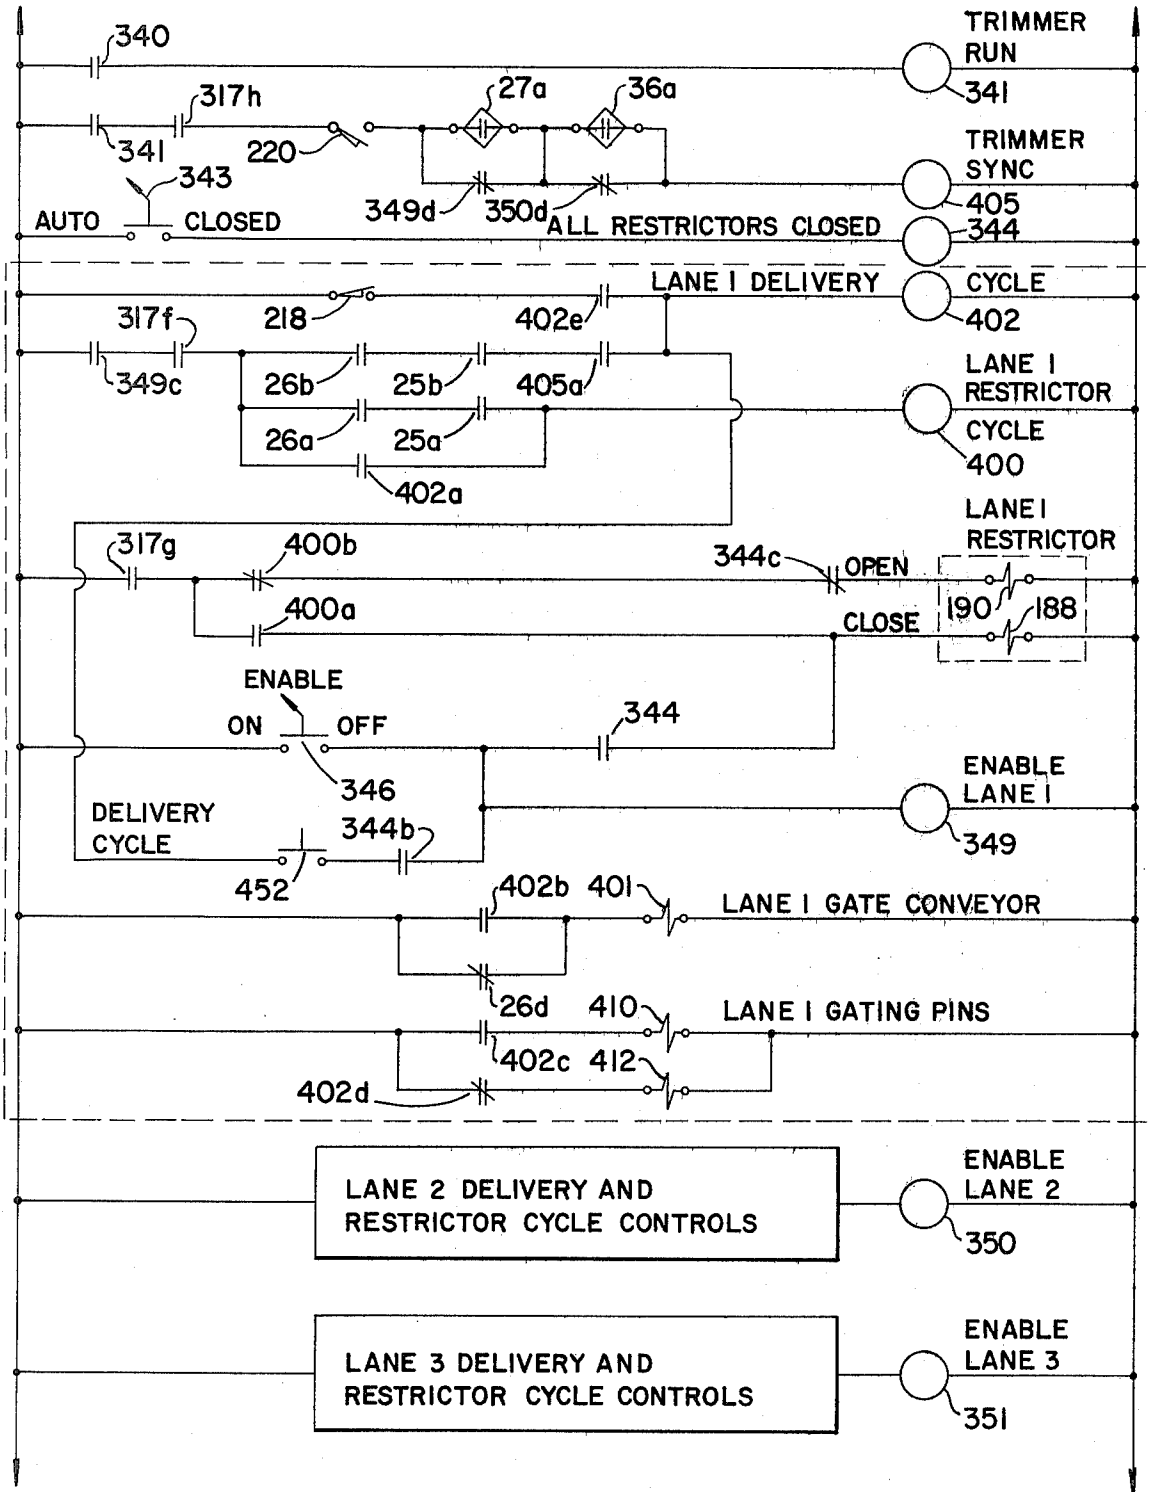 340
TRIMMER
RUN
341
317h
27a
36a
341
220
TRIMMER
SYNC
405
343
349d
350d
AUTO
CLOSED
ALL RESTRICTORS CLOSED
344
LANE 1 DELIVERY
CYCLE
402
218
402e
317f
349c
26b
25b
405a
LANE 1
RESTRICTOR
CYCLE
400
26a
25a
402a
LANE 1
RESTRICTOR
317g
400b
344c
OPEN
190
188
400a
CLOSE
ENABLE
ON
OFF
344
346
ENABLE
LANE 1
349
DELIVERY
CYCLE
344b
452
402b
401
LANE 1 GATE CONVEYOR
26d
410
LANE 1 GATING PINS
402c
412
402d
LANE 2 DELIVERY AND
RESTRICTOR CYCLE CONTROLS
ENABLE
LANE 2
350
LANE 3 DELIVERY AND
RESTRICTOR CYCLE CONTROLS
ENABLE
LANE 3
351